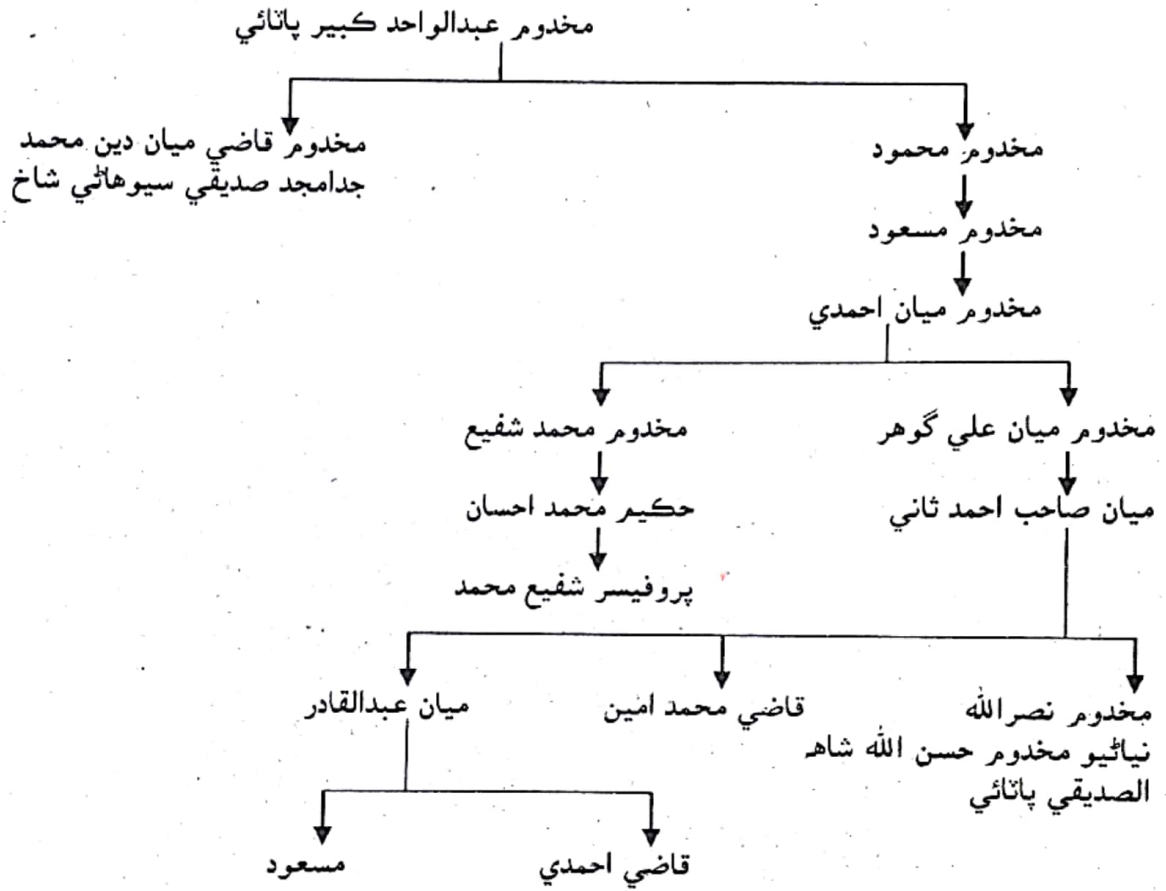 مخدوم عبدالواحد ڪبير پاٽائي
مخدوم محمود
مخدوم قاضي ميان دين محمد
جدامجد صديقي سيوهاڻي شاخ
مخدوم مسعود
مخدوم ميان احمدي
مخدوم ميان علي گوهر
مخدوم محمد شفيع
ميان صاحب احمد ثاني
حڪيم محمد احسان
پروفيسر شفيع محمد
مخدوم نصرالله
نياڻيو مخدوم حسن الله شاهه
الصديقي پاٽائي
قاضي محمد امين
ميان عبدالقادر
قاضي احمدي
مسعود